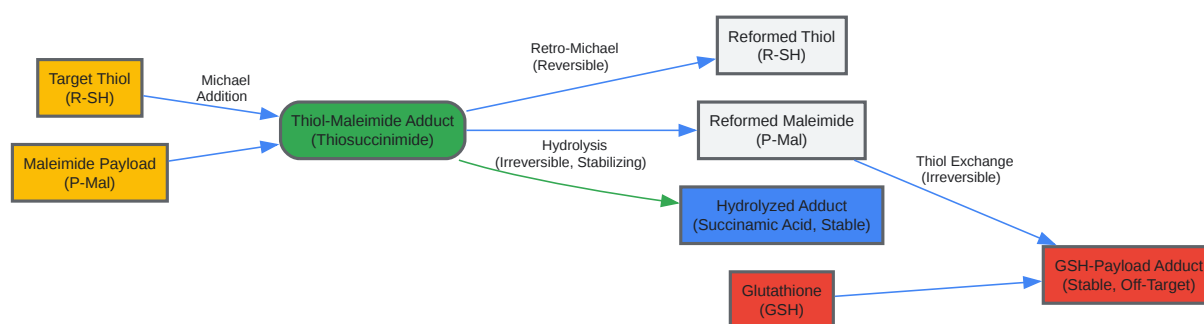 Target Thiol
(R-SH)
Maleimide Payload
(P-Mal)
Michael
Addition
Thiol-Maleimide Adduct
(Thiosuccinimide)
Retro-Michael
(Reversible)
Hydrolysis
(Irreversible, Stabilizing)
Reformed Thiol
(R-SH)
Reformed Maleimide
(P-Mal)
Hydrolyzed Adduct
(Succinamic Acid, Stable)
Glutathione
(GSH)
Thiol Exchange
(Irreversible)
GSH-Payload Adduct
(Stable, Off-Target)